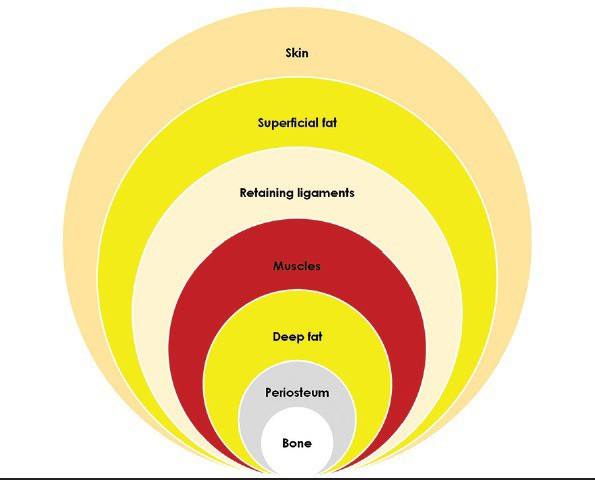 Skin
Superficial fat
Retaining ligaments
Muscles
Deep fat
Periosteum
Bone